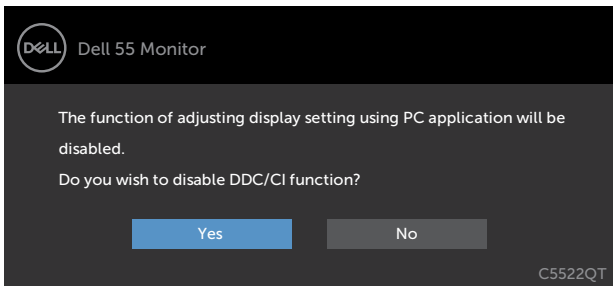 DELL Dell 55 Monitor
The function of adjusting display setting using PC application will be
disabled.
Do you wish to disable DDC/CI function?
Yes No
C5522QT